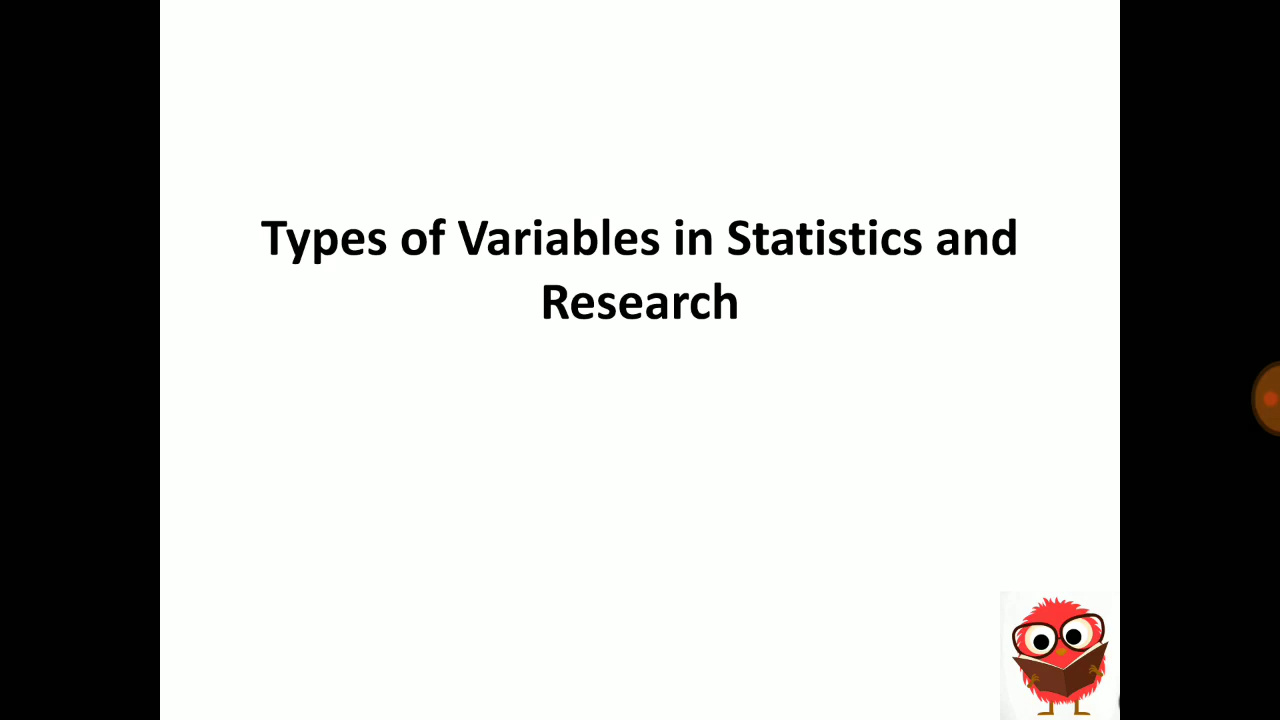 Types of Variables in Statistics and
Research